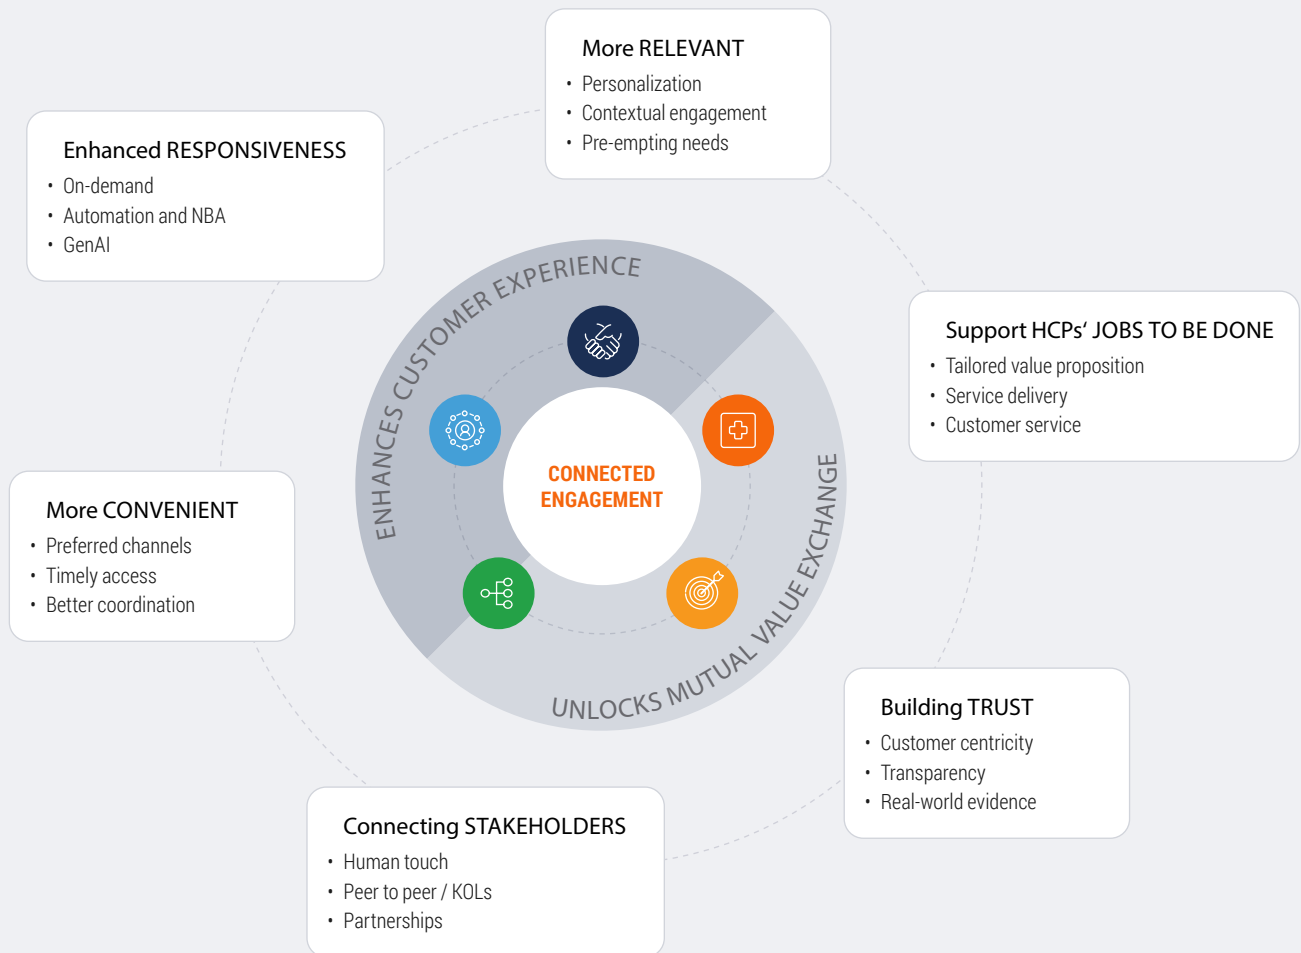 More RELEVANT
• Personalization
• Contextual engagement
• Pre-empting needs
Enhanced RESPONSIVENESS
• On-demand
• Automation and NBA
• GenAI
ENHANCES CUSTOMER EXPERIENCE
Support HCPs‘ JOBS TO BE DONE
• Tailored value proposition
• Service delivery
• Customer service
CONNECTED
ENGAGEMENT
More CONVENIENT
• Preferred channels
• Timely access
• Better coordination
UNLOCKS MUTUAL VALUE EXCHANGE
Building TRUST
• Customer centricity
• Transparency
• Real-world evidence
Connecting STAKEHOLDERS
• Human touch
• Peer to peer / KOLs
• Partnerships